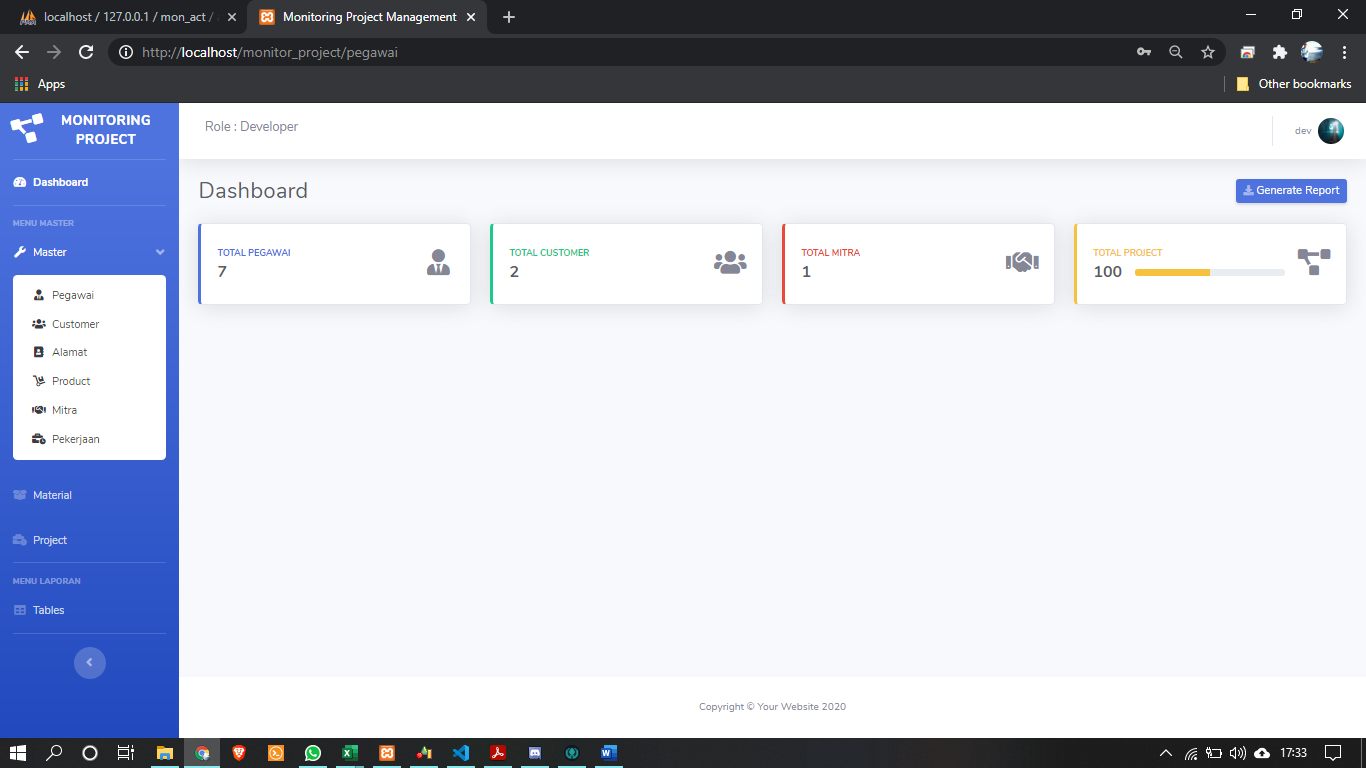 localhost / 127.0.0.1 / mon_act /
Monitoring Project Management
http://localhost/monitor_project/pegawai
Apps
Other bookmarks
MONITORING
PROJECT
Role : Developer
dev
Dashboard
Dashboard
Generate Report
MENU MASTER
Master
Pegawai
Customer
Alamat
Product
Mitra
Pekerjaan
Material
Project
MENU LAPORAN
Tables
TOTAL PEGAWAI
7
TOTAL CUSTOMER
2
TOTAL MITRA
1
TOTAL PROJECT
100
Copyright © Your Website 2020
17:33